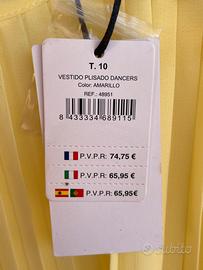 T. 10
VESTIDO PLISADO DANCERS
Color: AMARILLO
REF.: 48951
8 433334 689115
P.V.P.R: 74,75€
P.V.P.R: 65,95€
P.V.P.R: 65,95€
subito